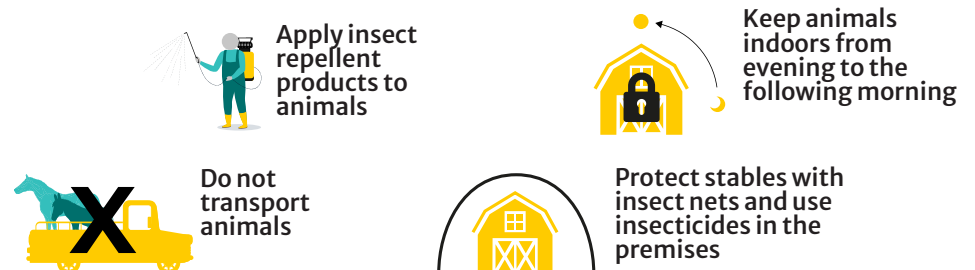 Apply insect
repellent
products to
animals
Keep animals
indoors from
evening to the
following morning
Do not
transport
animals
Protect stables with
insect nets and use
insecticides in the
premises